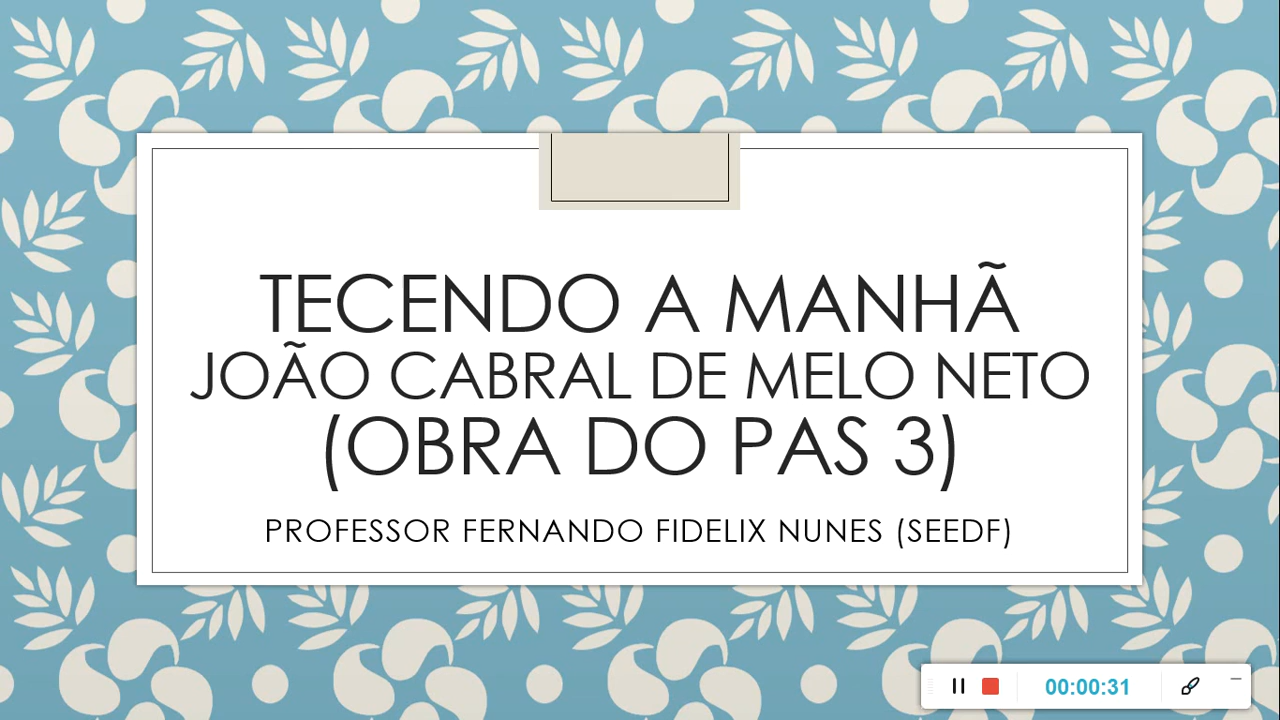 TECENDO A MANHÃ
JOÃO CABRAL DE MELO NETO
(OBRA DO PAS 3)
PROFESSOR FERNANDO FIDELIX NUNES (SEEDF)
00:00:31